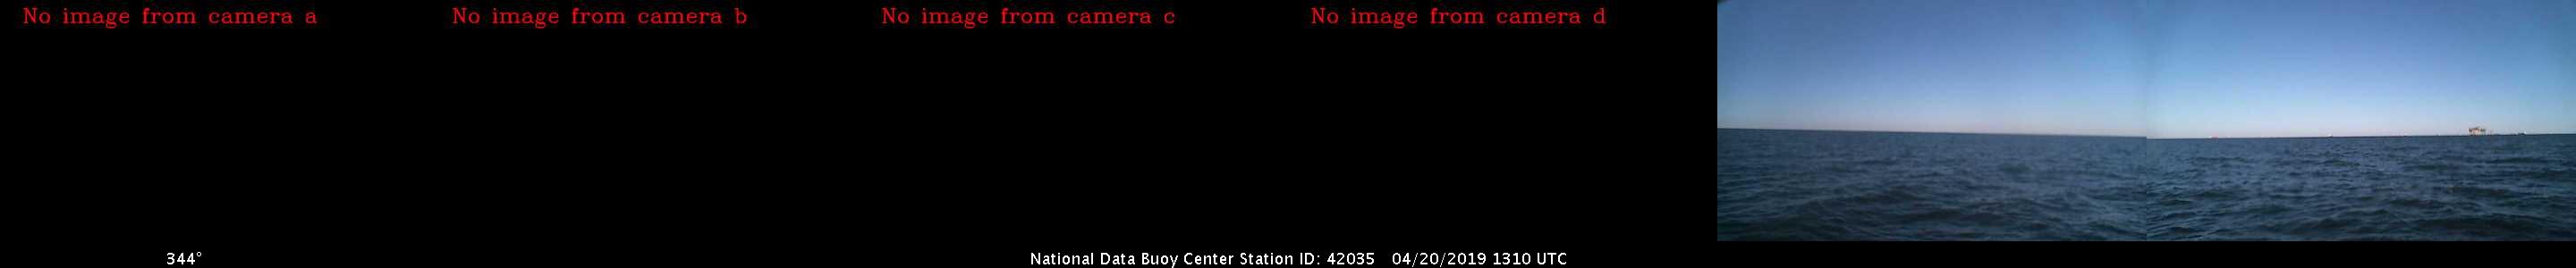 No image from camera a
No image from camera b
No image from camera c
No image from camera d
344°
National Data Buoy Center Station ID: 42035 04/20/2019 1310 UTC